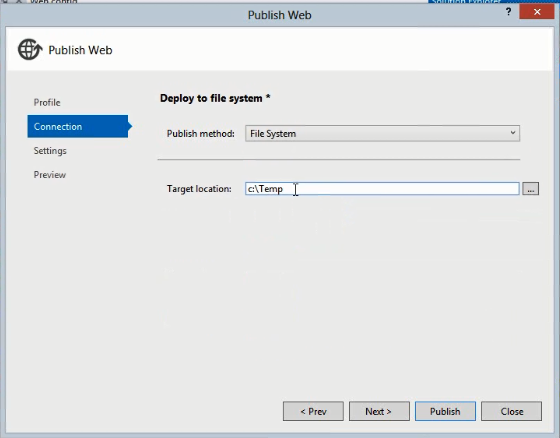 Web.config
Solution Explorer
Publish Web
?
Publish Web
Profile
Connection
Settings
Preview
Deploy to file system *
Publish method: File System
Target location: c:\Temp ...
< Prev Next > Publish Close